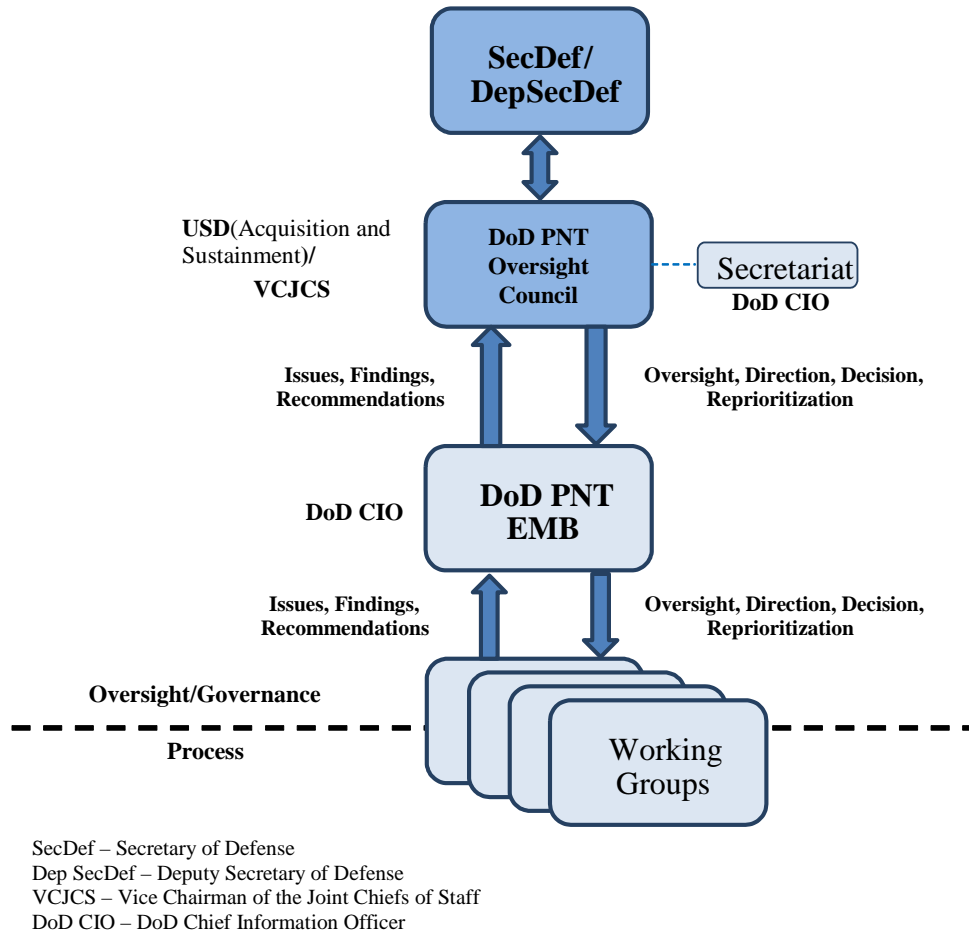 SecDef/
DepSecDef
USD(Acquisition and
Sustainment)/
VCJCS
DoD PNT
Oversight
Council
Secretariat
DoD CIO
Issues, Findings,
Recommendations
Oversight, Direction, Decision,
Reprioritization
DoD CIO
DoD PNT
EMB
Issues, Findings,
Recommendations
Oversight, Direction, Decision,
Reprioritization
Oversight/Governance
Process
Working
Groups
SecDef – Secretary of Defense
Dep SecDef – Deputy Secretary of Defense
VCJCS – Vice Chairman of the Joint Chiefs of Staff
DoD CIO – DoD Chief Information Officer